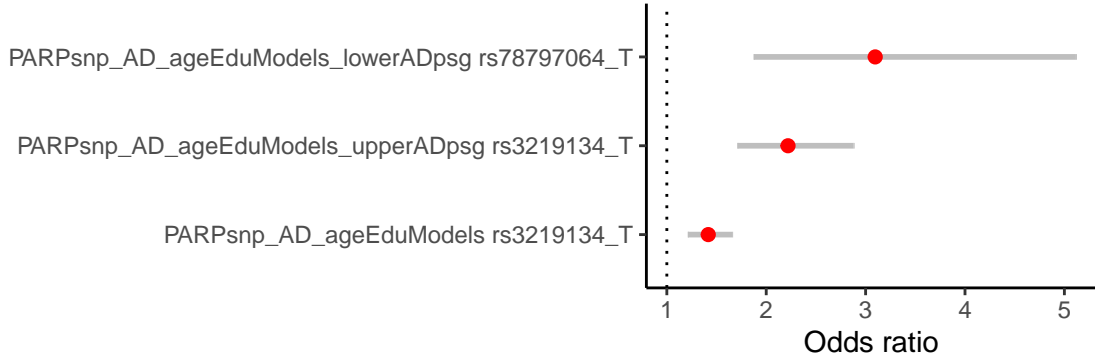 PARPsnp_AD_ageEduModels_lowerADpsg rs78797064_T
PARPsnp_AD_ageEduModels_upperADpsg rs3219134_T
PARPsnp_AD_ageEduModels rs3219134_T
1 2 3 4 5
Odds ratio